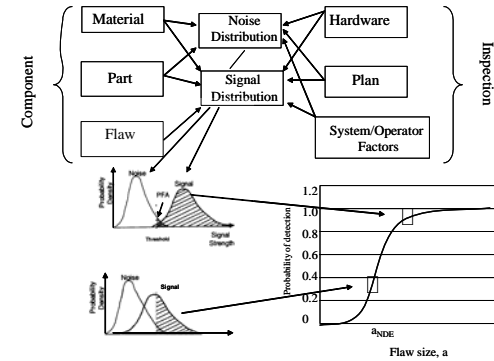 Material
Part
Flaw
Component
Noise
Distribution
Signal
Distribution
Hardware
Plan
System/Operator
Factors
Inspection
Noise
Signal
PFA
Probability
Density
Threshold
Signal
Strength
Noise
Signal
Probability
Density
1.2
1.0
0.8
0.6
0.4
0.2
0
Probability of detection
aNDE
Flaw size, a